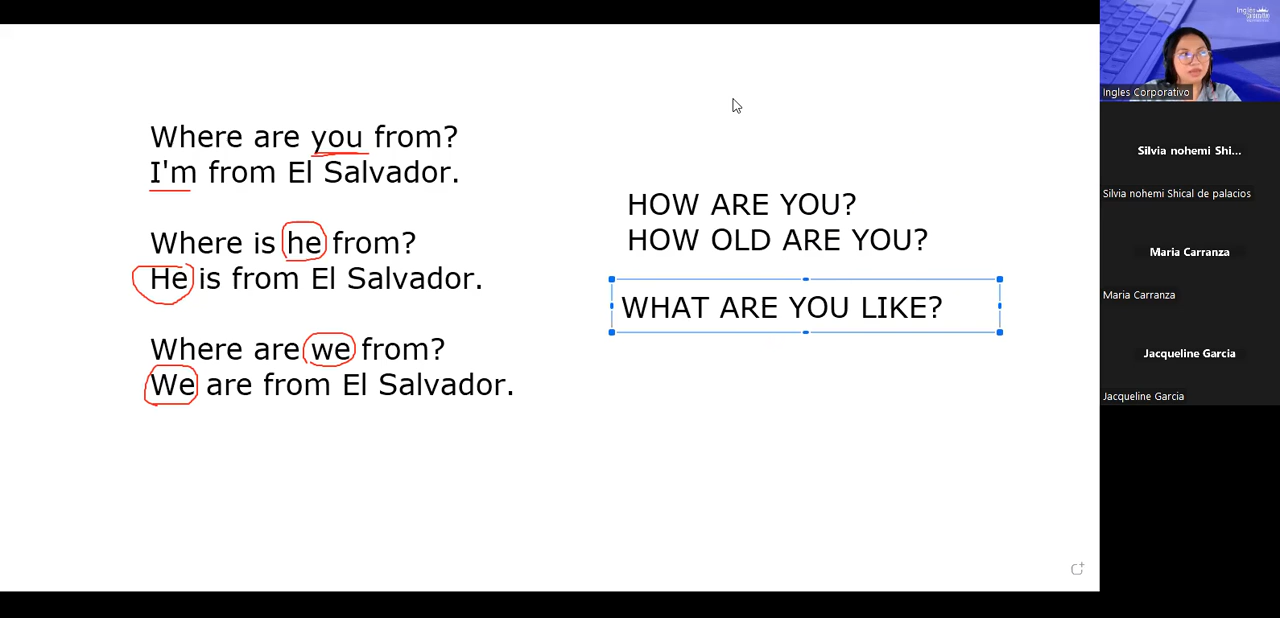 Where are you from?
I'm from El Salvador.
Where is he from?
He is from El Salvador.
Where are we from?
We are from El Salvador.
HOW ARE YOU?
HOW OLD ARE YOU?
WHAT ARE YOU LIKE?
Ingles
Ingles Corporativo
Silvia nohemi Shi...
Silvia nohemi Shical de palacios
Maria Carranza
Maria Carranza
Jacqueline Garcia
Jacqueline Garcia